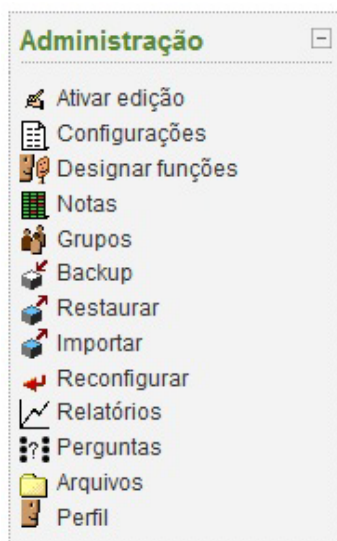 Administração
Ativar edição
Configurações
Designar funções
Notas
Grupos
Backup
Restaurar
Importar
Reconfigurar
Relatórios
Perguntas
Arquivos
Perfil